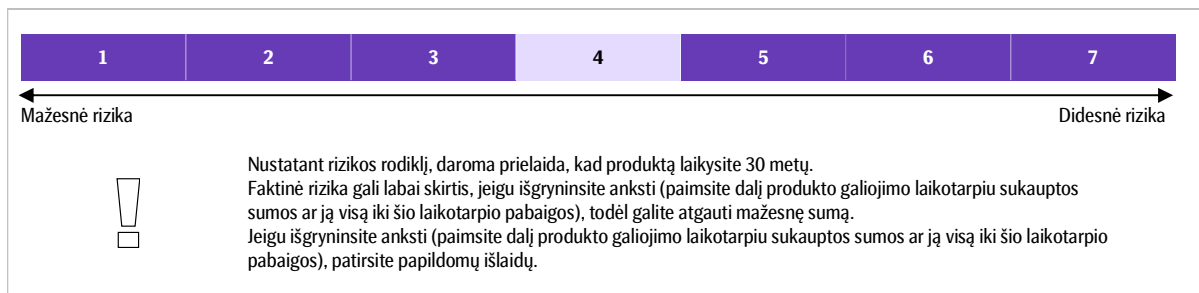 1 2 3 4 5 6 7
Mažesnė rizika Didesnė rizika
Nustatant rizikos rodiklį, daroma prielaida, kad produktą laikysite 30 metų.
Faktinė rizika gali labai skirtis, jeigu išgryninsite anksti (paimsite dalį produkto galiojimo laikotarpiu sukauptos
sumos ar ją visą iki šio laikotarpio pabaigos), todėl galite atgauti mažesnę sumą.
Jeigu išgryninsite anksti (paimsite dalį produkto galiojimo laikotarpiu sukauptos sumos ar ją visą iki šio laikotarpio
pabaigos), patirsite papildomų išlaidų.